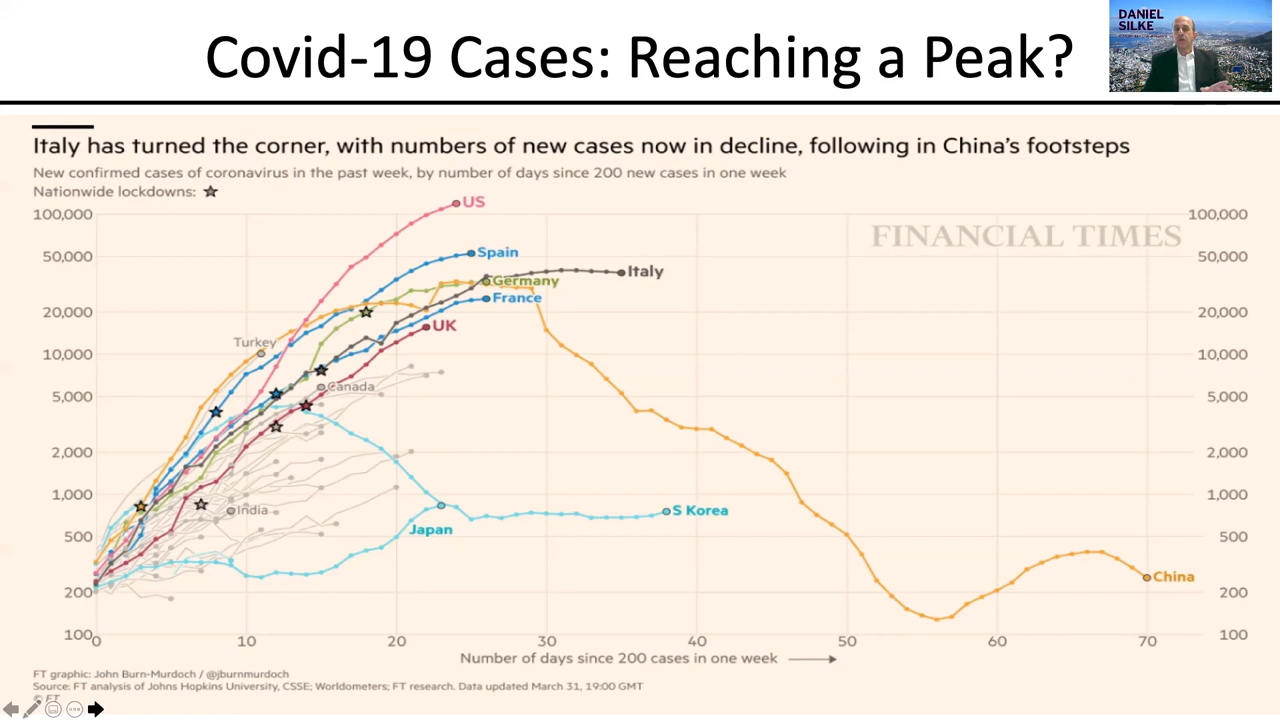 Covid-19 Cases: Reaching a Peak?
DANIEL
SILKE
Italy has turned the corner, with numbers of new cases now in decline, following in China's footsteps
New confirmed cases of coronavirus in the past week, by number of days since 200 new cases in one week
Nationwide lockdowns:
FINANCIAL TIMES
100,000
50,000
20,000
10,000
5,000
2,000
1,000
500
200
100
US
Spain
Italy
Germany
France
UK
Turkey
Canada
India
Japan
S Korea
China
100,000
50,000
20,000
10,000
5,000
2,000
1,000
500
200
100
0 10 20 30 40 50 60 70
Number of days since 200 cases in one week
FT graphic: John Burn-Murdoch / @jburnmurdoch
Source: FT analysis of Johns Hopkins University, CSSE; Worldometers; FT research. Data updated March 31, 19:00 GMT
© FT